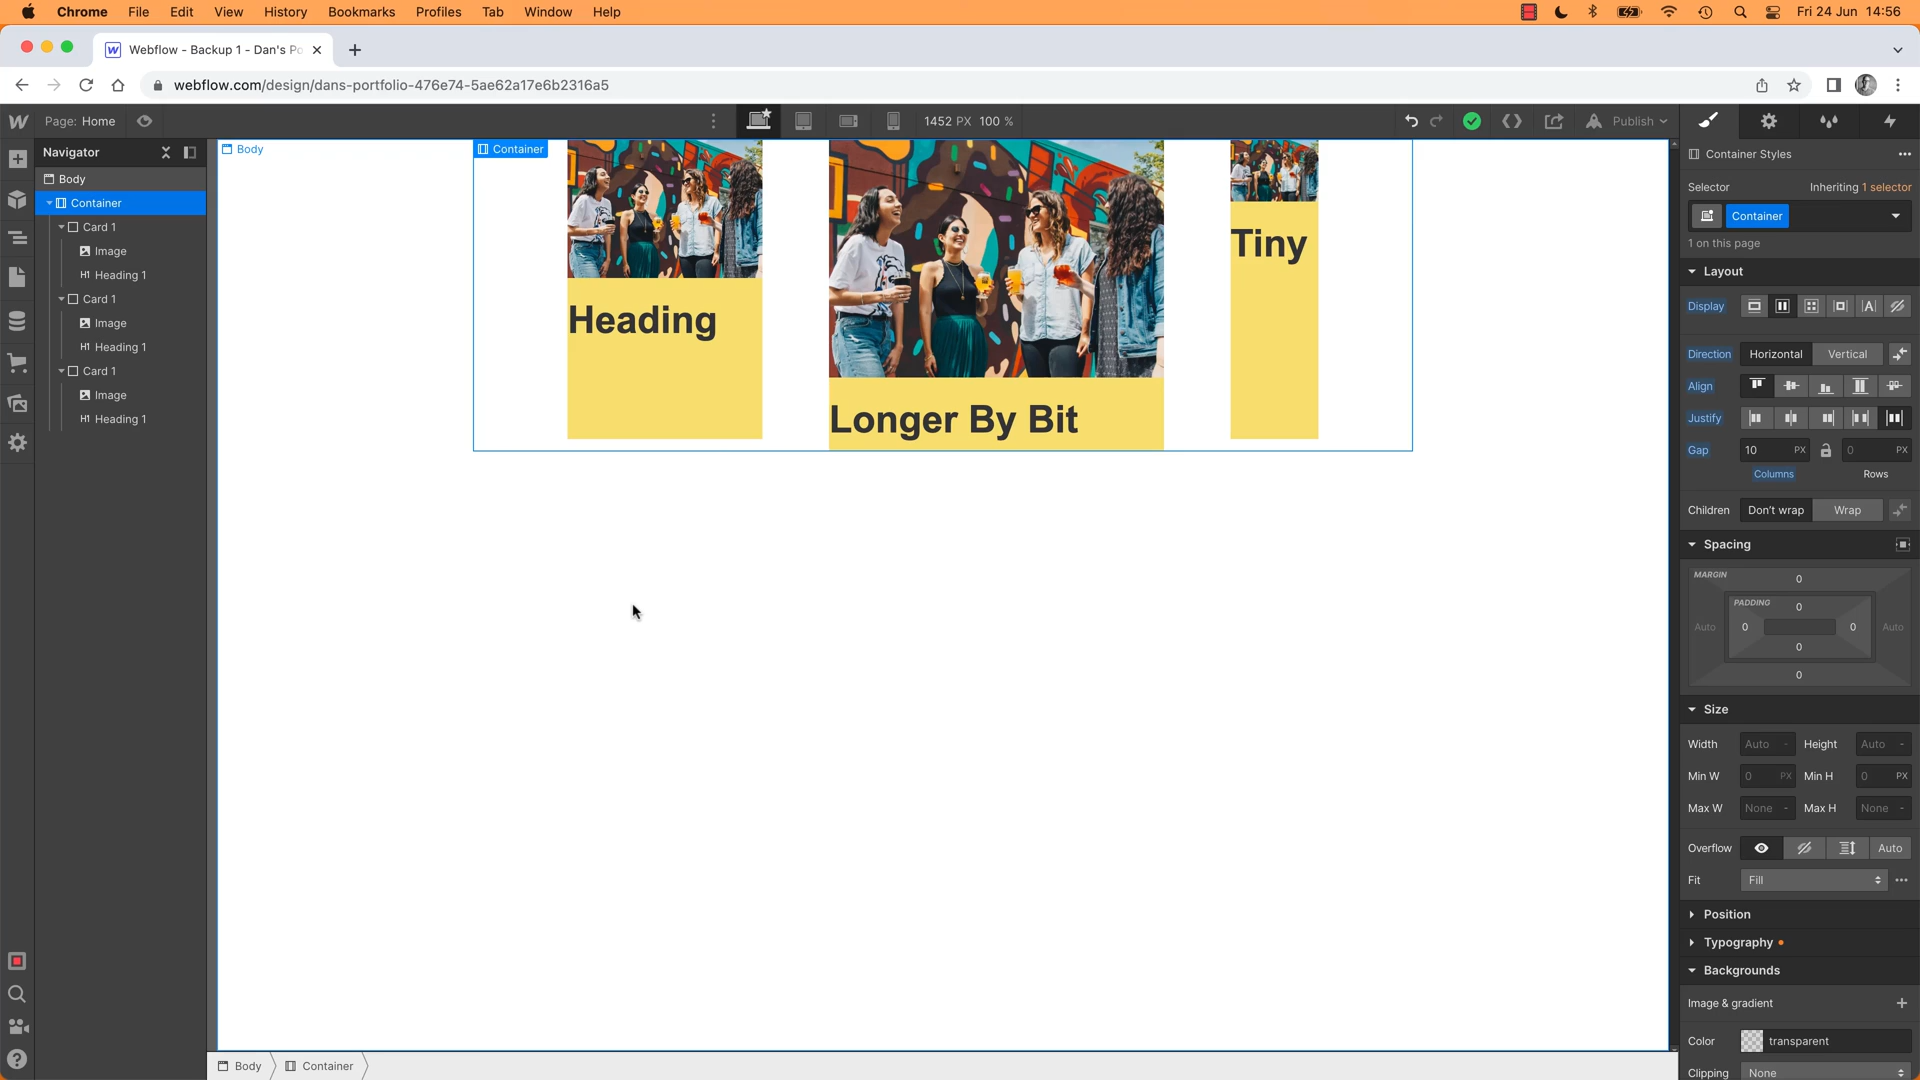 Chrome File Edit View History Bookmarks Profiles Tab Window Help Fri 24 Jun 14:56
Webflow - Backup 1 - Dan's Po
webflow.com/design/dans-portfolio-476e74-5ae62a17e6b2316a5
Page: Home
1452 PX 100 %
Publish
Navigator
Body
Container
Card 1
Image
Heading 1
Card 1
Image
Heading 1
Card 1
Image
Heading 1
Body
Container
Heading
Longer By Bit
Tiny
Body
Container
Container Styles
Selector Inheriting 1 selector
Container
1 on this page
Layout
Display
Direction Horizontal Vertical
Align
Justify
Gap 10 PX 0 PX
Columns Rows
Children Don't wrap Wrap
Spacing
MARGIN 0
PADDING 0
Auto 0 0 Auto
0
0
Size
Width Auto - Height Auto -
Min W 0 PX Min H 0 PX
Max W None - Max H None -
Overflow Auto
Fit Fill
Position
Typography
Backgrounds
Image & gradient
Color transparent
Clipping None